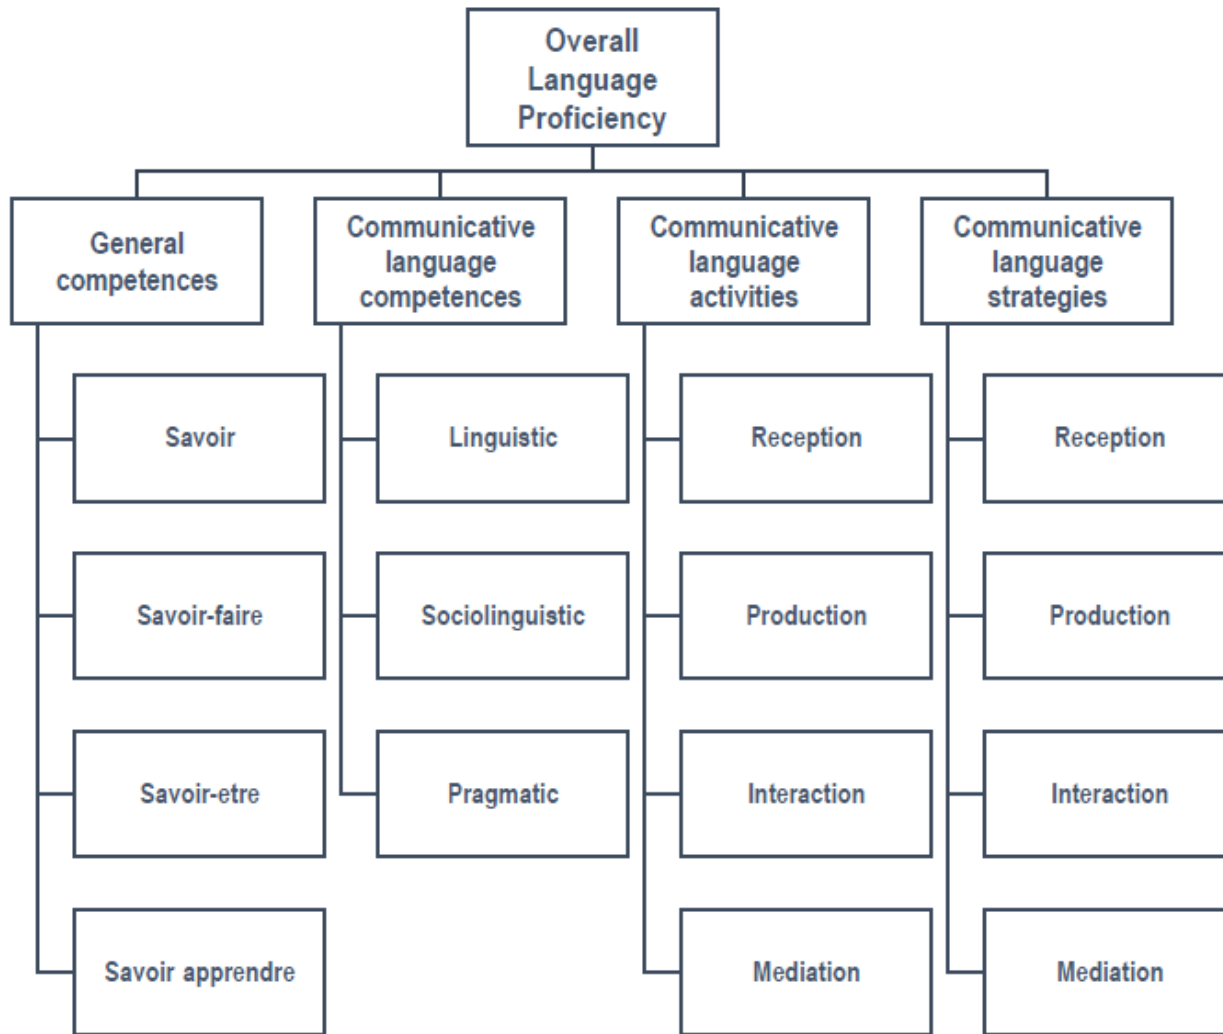 Overall
Language
Proficiency
General
competences
Communicative
language
competences
Communicative
language
activities
Communicative
language
strategies
Savoir
Linguistic
Reception
Reception
Savoir-faire
Sociolinguistic
Production
Production
Savoir-etre
Pragmatic
Interaction
Interaction
Savoir apprendre
Mediation
Mediation